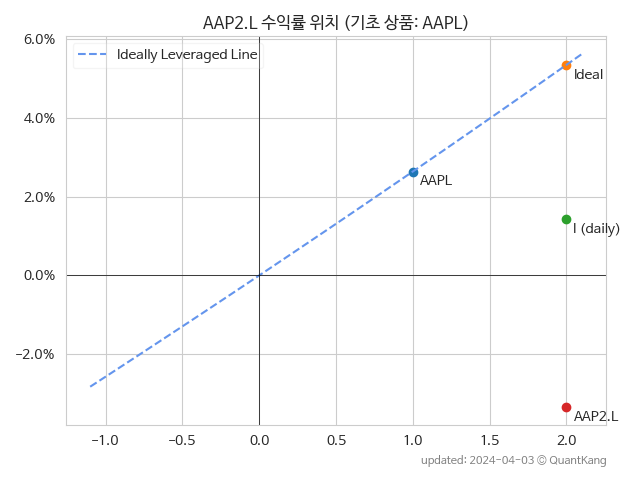 AAP2.L 수익률 위치 (기초 상품: AAPL)
6.0%
Ideally Leveraged Line
Ideal
4.0%
AAPL
2.0%
I (daily)
0.0%
−2.0%
AAP2.L
−1.0 −0.5 0.0 0.5 1.0 1.5 2.0
updated: 2024-04-03 © QuantKang